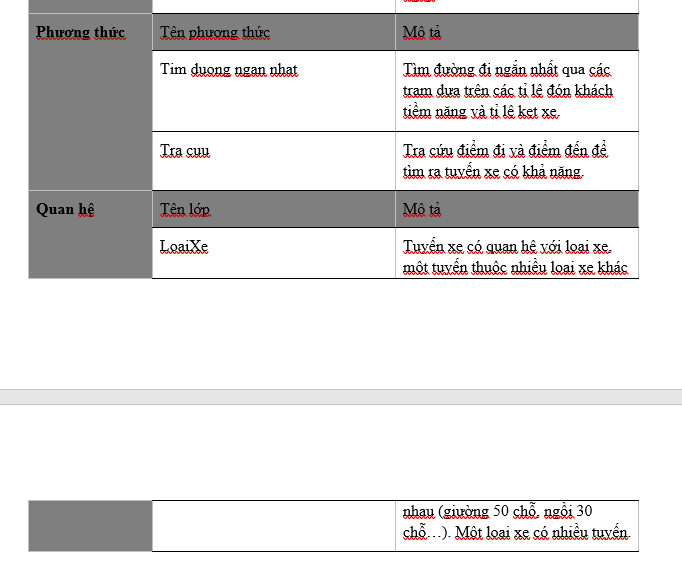 Phương thức Tên phương thức Mô tả
Tim duong ngan nhat Tìm đường đi ngắn nhất qua các
trạm dựa trên các tỉ lệ đón khách
tiềm năng và tỉ lệ kẹt xe.
Tra cuu Tra cứu điểm đi và điểm đến để
tìm ra tuyến xe có khả năng.
Quan hệ Tên lớp Mô tả
LoaiXe Tuyến xe có quan hệ với loại xe,
một tuyến thuộc nhiều loại xe khác
nhau (giường 50 chỗ, ngồi 30
chỗ…). Một loại xe có nhiều tuyến.